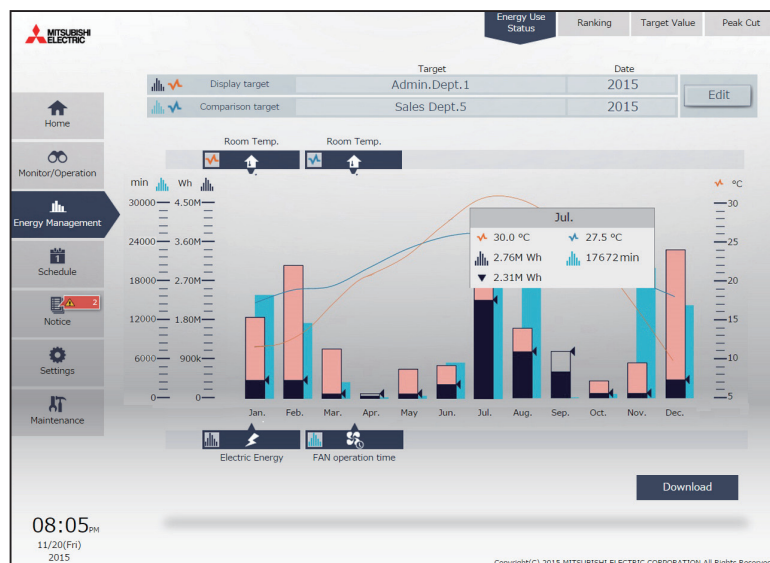 MITSUBISHI
ELECTRIC
Energy Use
Status
Ranking
Target Value
Peak Cut
Target
Date
Display target
Admin.Dept.1
2015
Comparison target
Sales Dept.5
2015
Edit
Home
Monitor/Operation
Energy Management
1
Schedule
2
Notice
Settings
Maintenance
Room Temp.
Room Temp.
min
Wh
°C
30000
4.50M
30
24000
3.60M
25
18000
2.70M
20
12000
1.80M
15
6000
900k
10
0
0
5
Jul.
30.0 °C
27.5 °C
2.76M Wh
17672min
2.31M Wh
Jan.
Feb.
Mar.
Apr.
May
Jun.
Jul.
Aug.
Sep.
Oct.
Nov.
Dec.
Electric Energy
FAN operation time
Download
08:05PM
11/20(Fri)
2015
Copyright(C) 2015 MITSUBISHI ELECTRIC CORPORATION All Rights Reserved